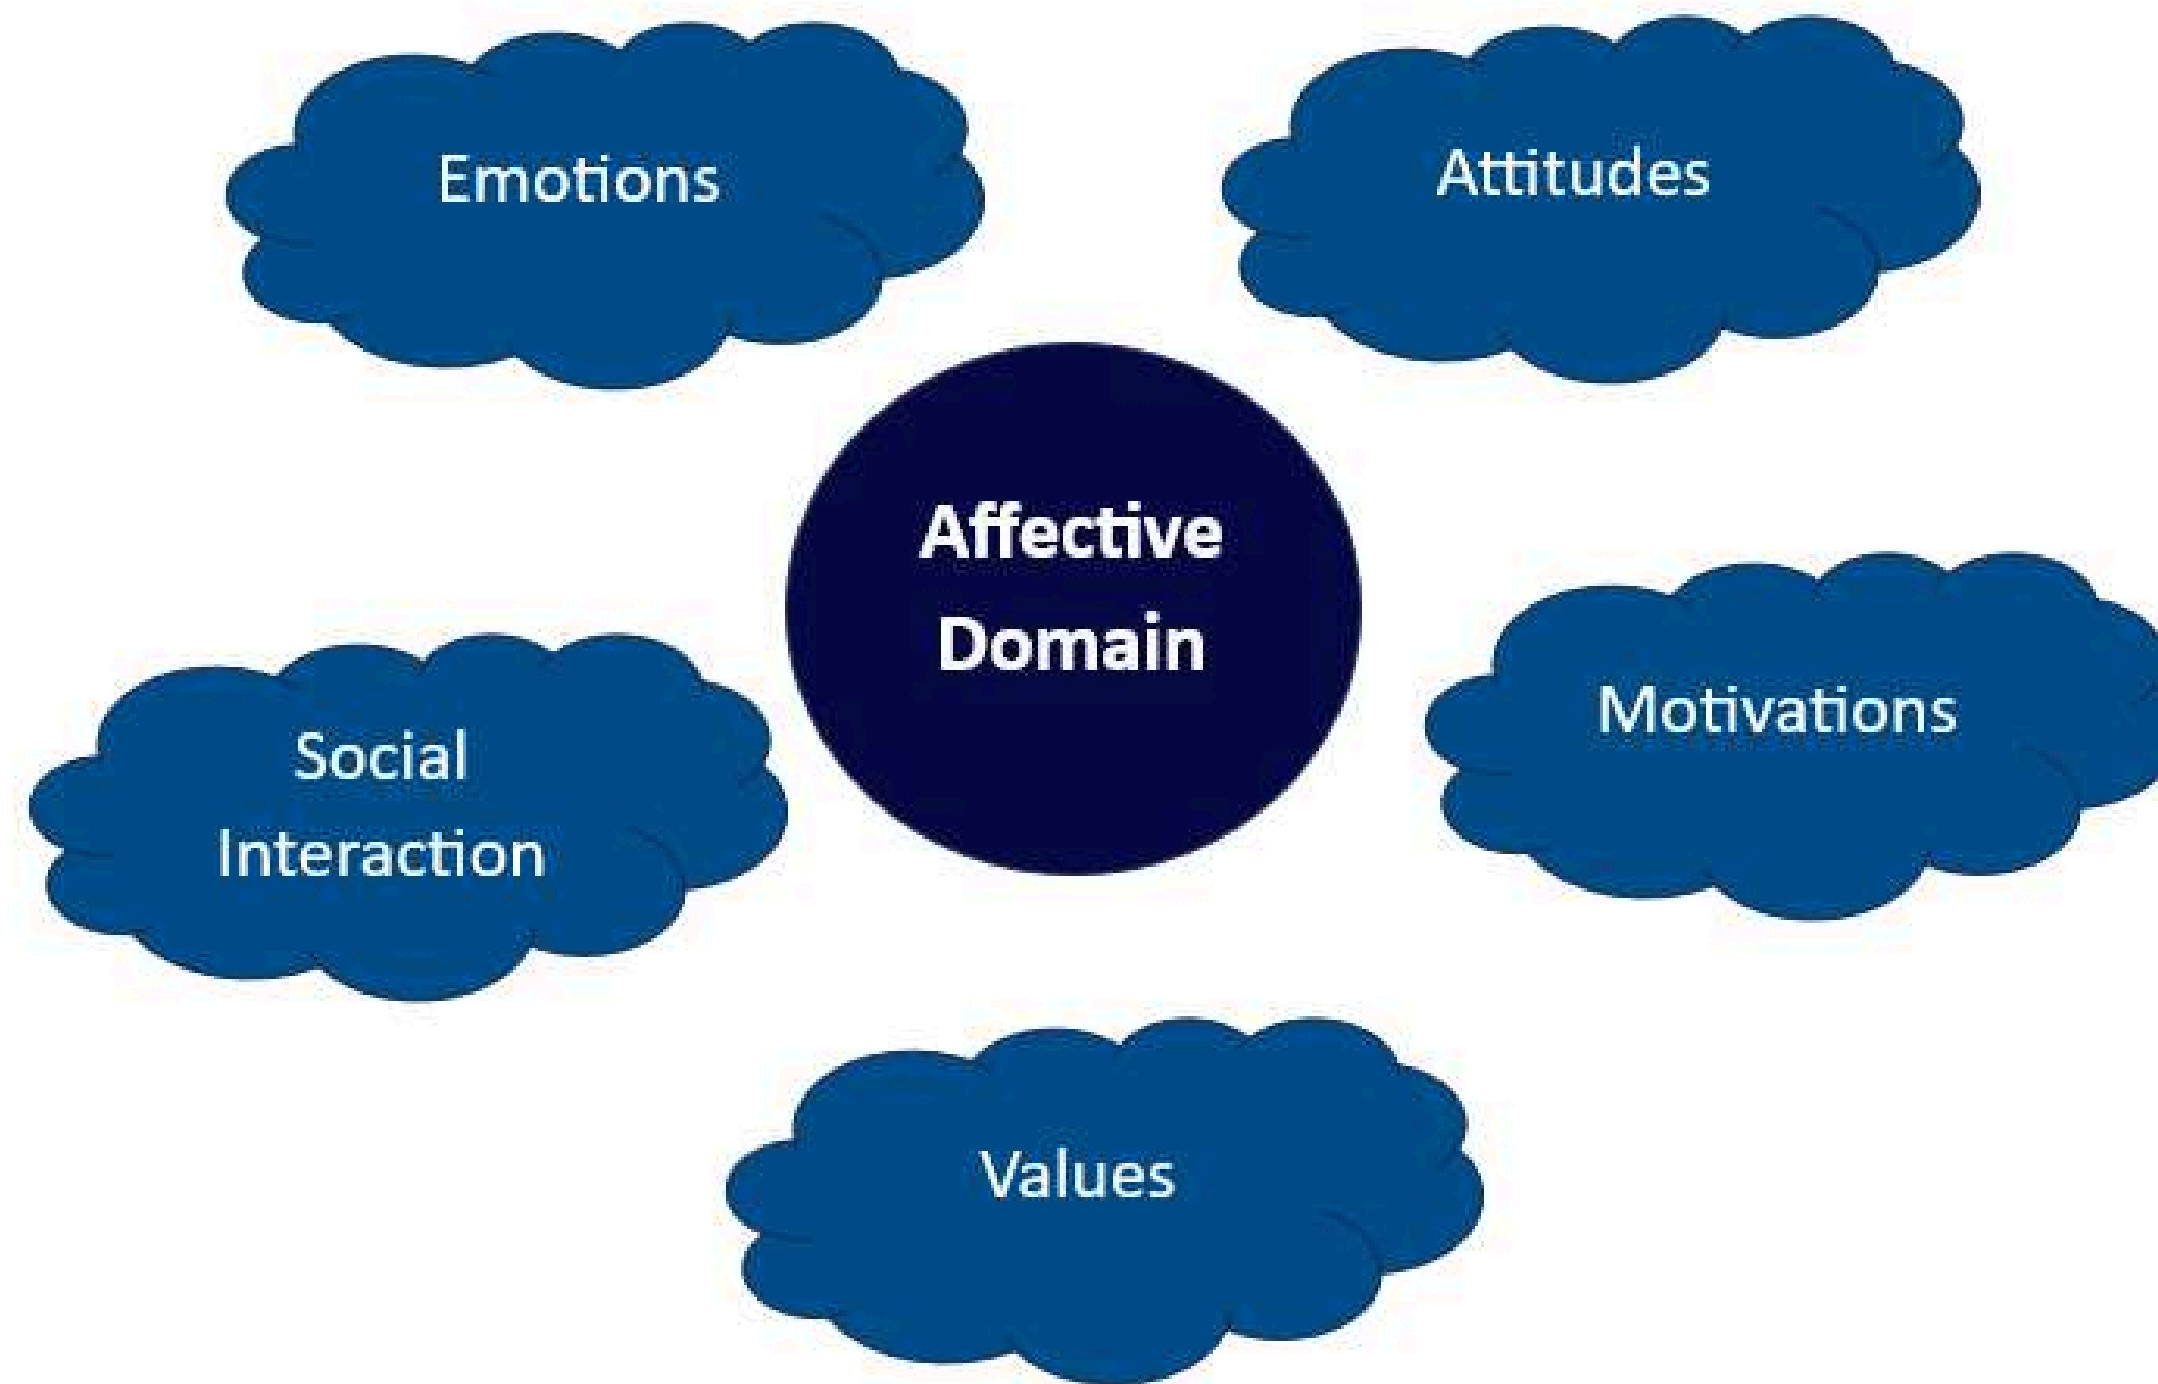 Emotions
Attitudes
Affective
Domain
Motivations
Social
Interaction
Values